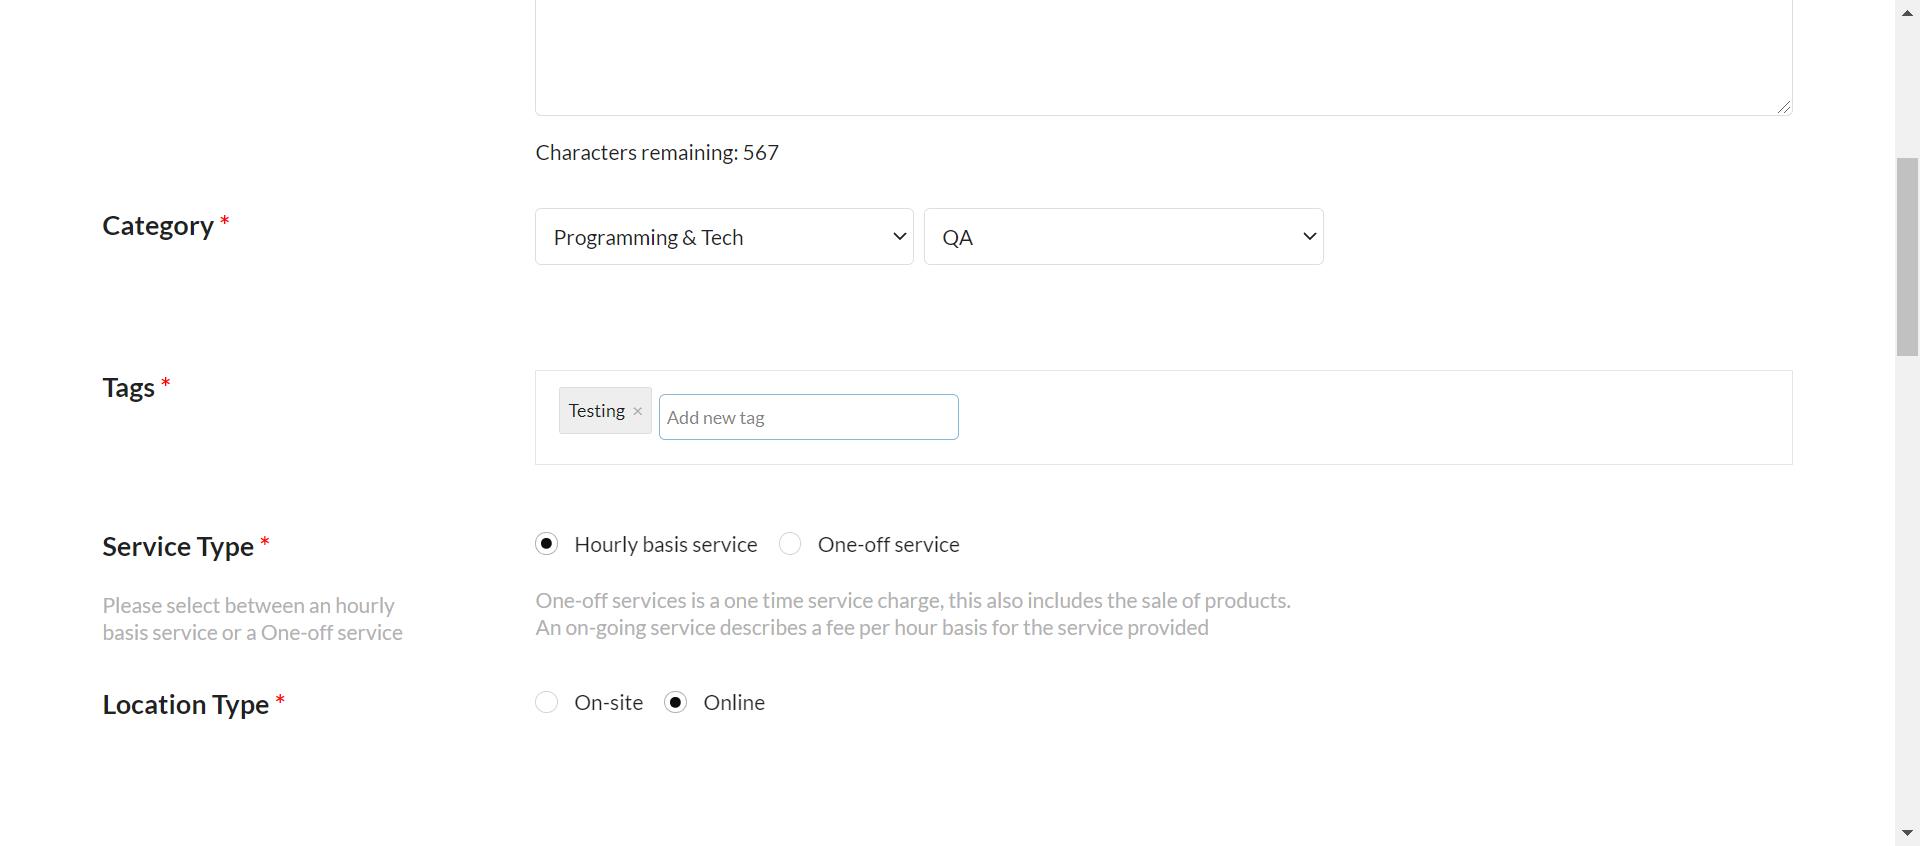 Characters remaining: 567
Category *
Programming & Tech
QA
Tags *
Testing ×
Add new tag
Service Type *
Hourly basis service
One-off service
Please select between an hourly
basis service or a One-off service
One-off services is a one time service charge, this also includes the sale of products.
An on-going service describes a fee per hour basis for the service provided
Location Type *
On-site
Online